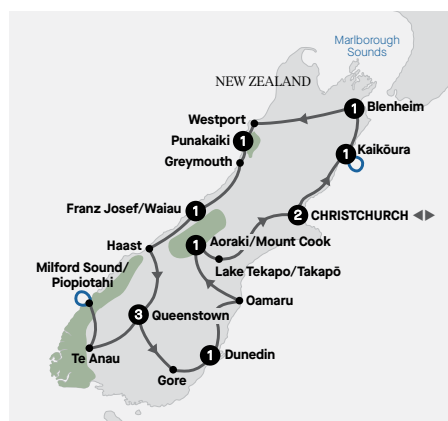 Marlborough
Sounds
NEW ZEALAND
1 Blenheim
Westport
Punakaiki 1
1 Kaikōura
Greymouth
Franz Josef/Waiau 1
2 CHRISTCHURCH
Haast
1 Aoraki/Mount Cook
Milford Sound/
Piopiotahi
Lake Tekapo/Takapō
Oamaru
3 Queenstown
Te Anau
1 Dunedin
Gore